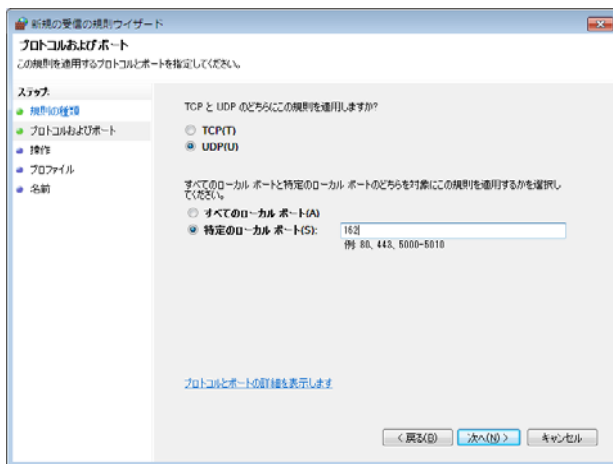 新規の受信の規則ウィザード
プロトコルおよびポート
この規則を適用するプロトコルとポートを指定してください。
ステップ:
規則の種類
プロトコルおよびポート
操作
プロファイル
名前
TCP と UDP のどちらにこの規則を適用しますか?
TCP(T)
UDP(U)
すべてのローカル ポートと特定のローカル ポートのどちらを対象にこの規則を適用するかを選択し
てください。
すべてのローカル ポート(A)
特定のローカル ポート(S):
162
例: 80、443、5000-5010
プロトコルとポートの詳細を表示します
< 戻る(B)
次へ(N) >
キャンセル